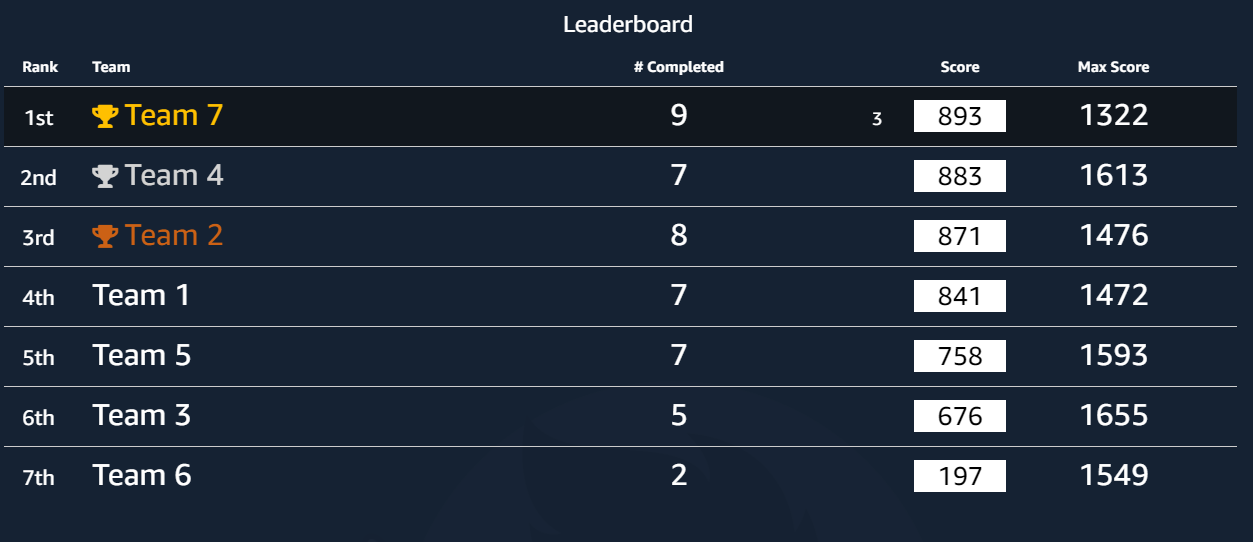 Leaderboard
Rank Team # Completed Score Max Score
1st Team 7 9 3 893 1322
2nd Team 4 7 883 1613
3rd Team 2 8 871 1476
4th Team 1 7 841 1472
5th Team 5 7 758 1593
6th Team 3 5 676 1655
7th Team 6 2 197 1549